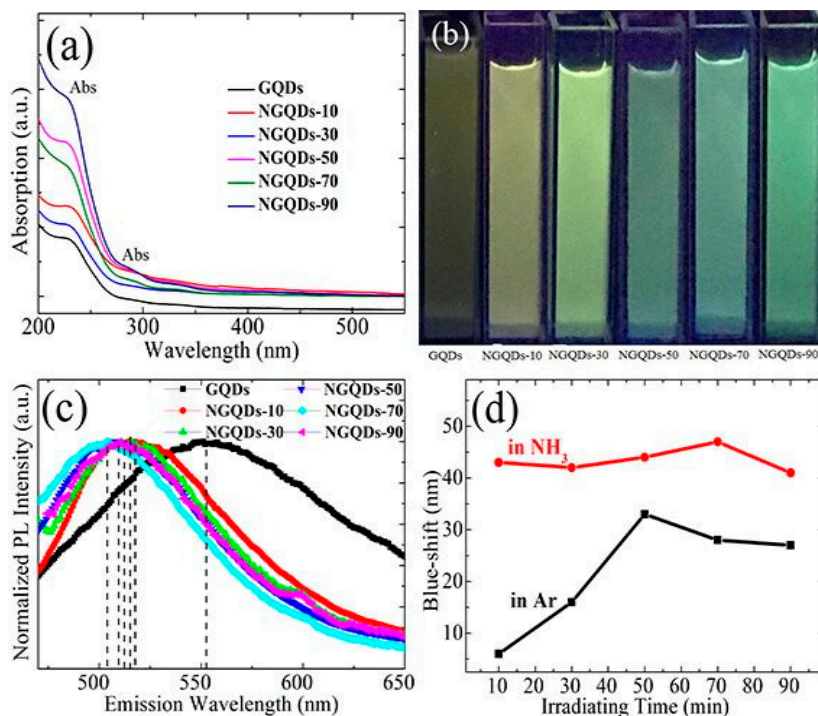 (a)
Abs
Abs
GQDs
NGQDs-10
NGQDs-30
NGQDs-50
NGQDs-70
NGQDs-90
Absorption (a.u.)
200 300 400 500
Wavelength (nm)
(b)
GQDs NGQDs-10 NGQDs-30 NGQDs-50 NGQDs-70 NGQDs-90
(c)
GQDs NGQDs-50
NGQDs-10 NGQDs-70
NGQDs-30 NGQDs-90
Normalized PL Intensity (a.u.)
500 550 600 650
Emission Wavelength (nm)
(d)
in NH3
in Ar
Blue-shift (nm)
50
40
30
20
10
10 20 30 40 50 60 70 80 90
Irradiating Time (min)